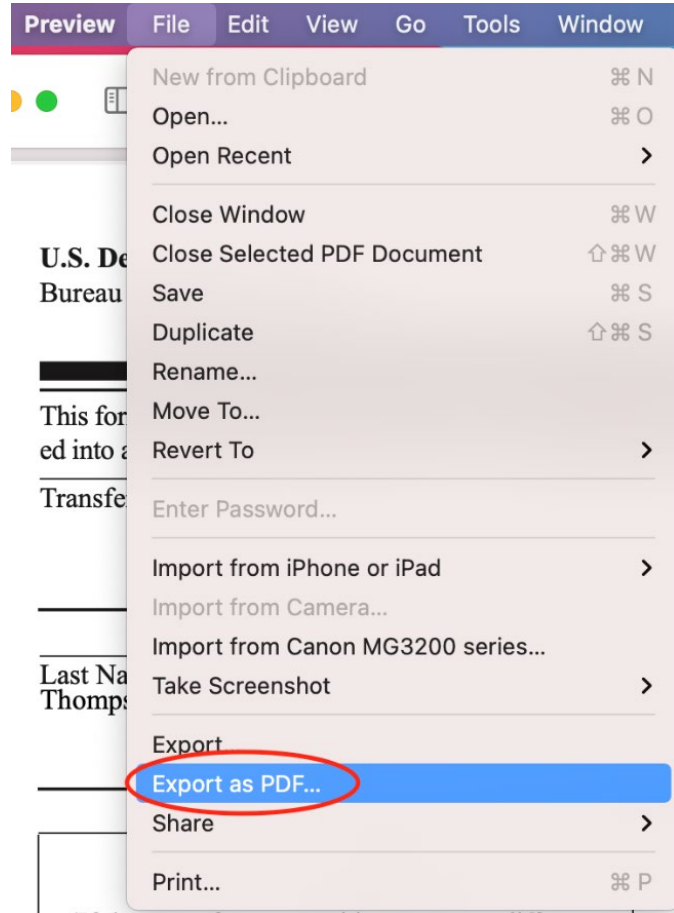 Preview File Edit View Go Tools Window
New from Clipboard ⌘ N
Open... ⌘ O
Open Recent >
Close Window ⌘ W
U.S. De
Close Selected PDF Document ⇧ ⌘ W
Bureau
Save ⌘ S
Duplicate ⇧ ⌘ S
Rename...
This for
Move To...
ed into a
Revert To >
Transfe
Enter Password...
Import from iPhone or iPad >
Import from Camera...
Import from Canon MG3200 series...
Last Na
Take Screenshot >
Thomps
Export...
Export as PDF...
Share >
Print... ⌘ P